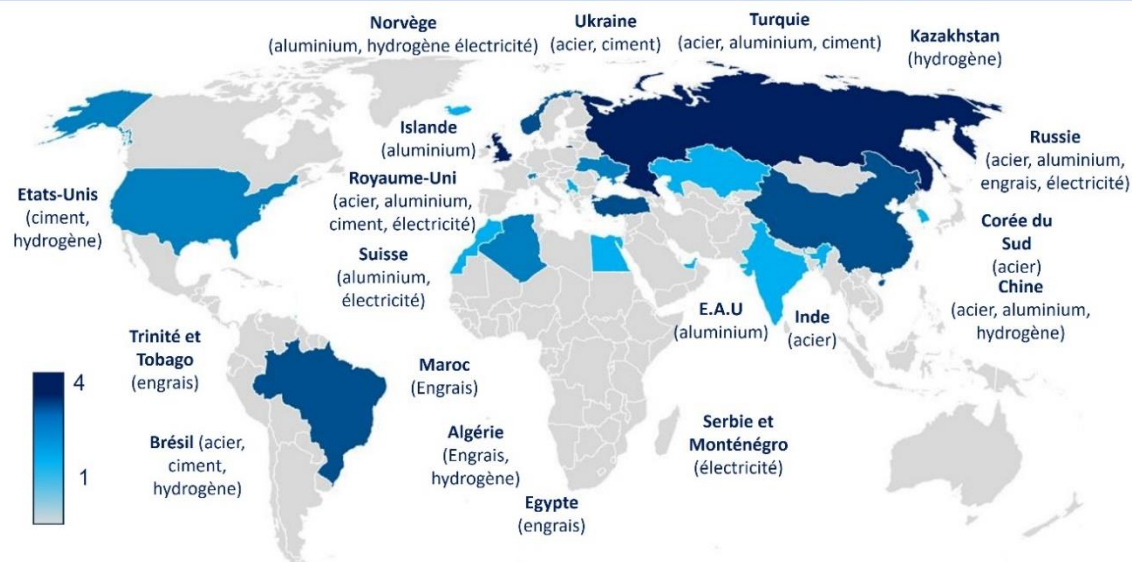 Norvège
(aluminium, hydrogène électricité)
Ukraine
(acier, ciment)
Turquie
(acier, aluminium, ciment)
Kazakhstan
(hydrogène)
Islande
(aluminium)
Royaume-Uni
(acier, aluminium,
ciment, électricité)
Suisse
(aluminium,
électricité)
Etats-Unis
(ciment,
hydrogène)
Russie
(acier, aluminium,
engrais, électricité)
Corée du
Sud
(acier)
Chine
(acier, aluminium,
hydrogène)
E.A.U
(aluminium)
Inde
(acier)
Trinité et
Tobago
(engrais)
Maroc
(Engrais)
4
1
Brésil (acier,
ciment,
hydrogène)
Algérie
(Engrais,
hydrogène)
Serbie et
Monténégro
(électricité)
Egypte
(engrais)